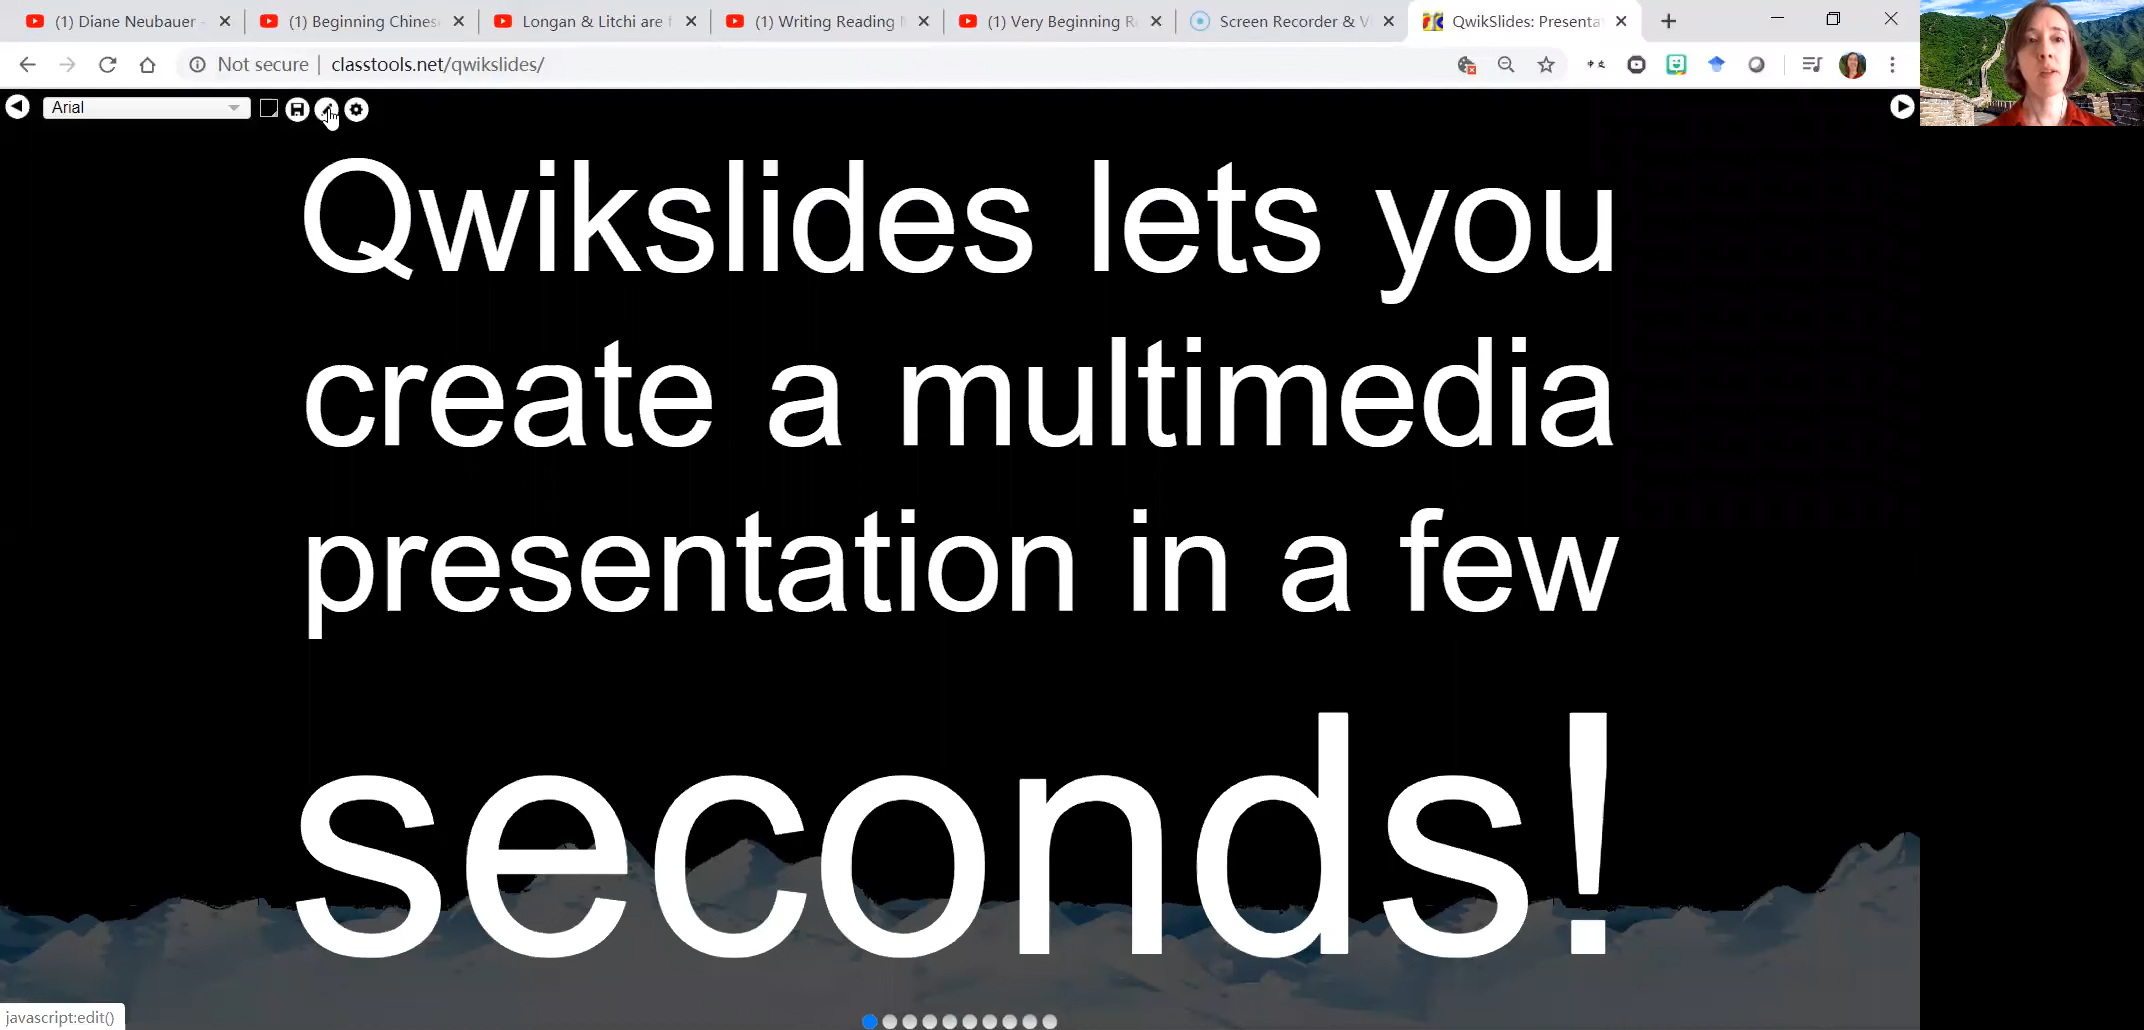 (1) Diane Neubauer -
(1) Beginning Chines
Longan & Litchi are f
(1) Writing Reading
(1) Very Beginning R
Screen Recorder & V
QwikSlides: Presenta
Not secure
classtools.net/qwikslides/
Arial
Qwikslides lets you
create a multimedia
presentation in a few
seconds!
javascript:edit()